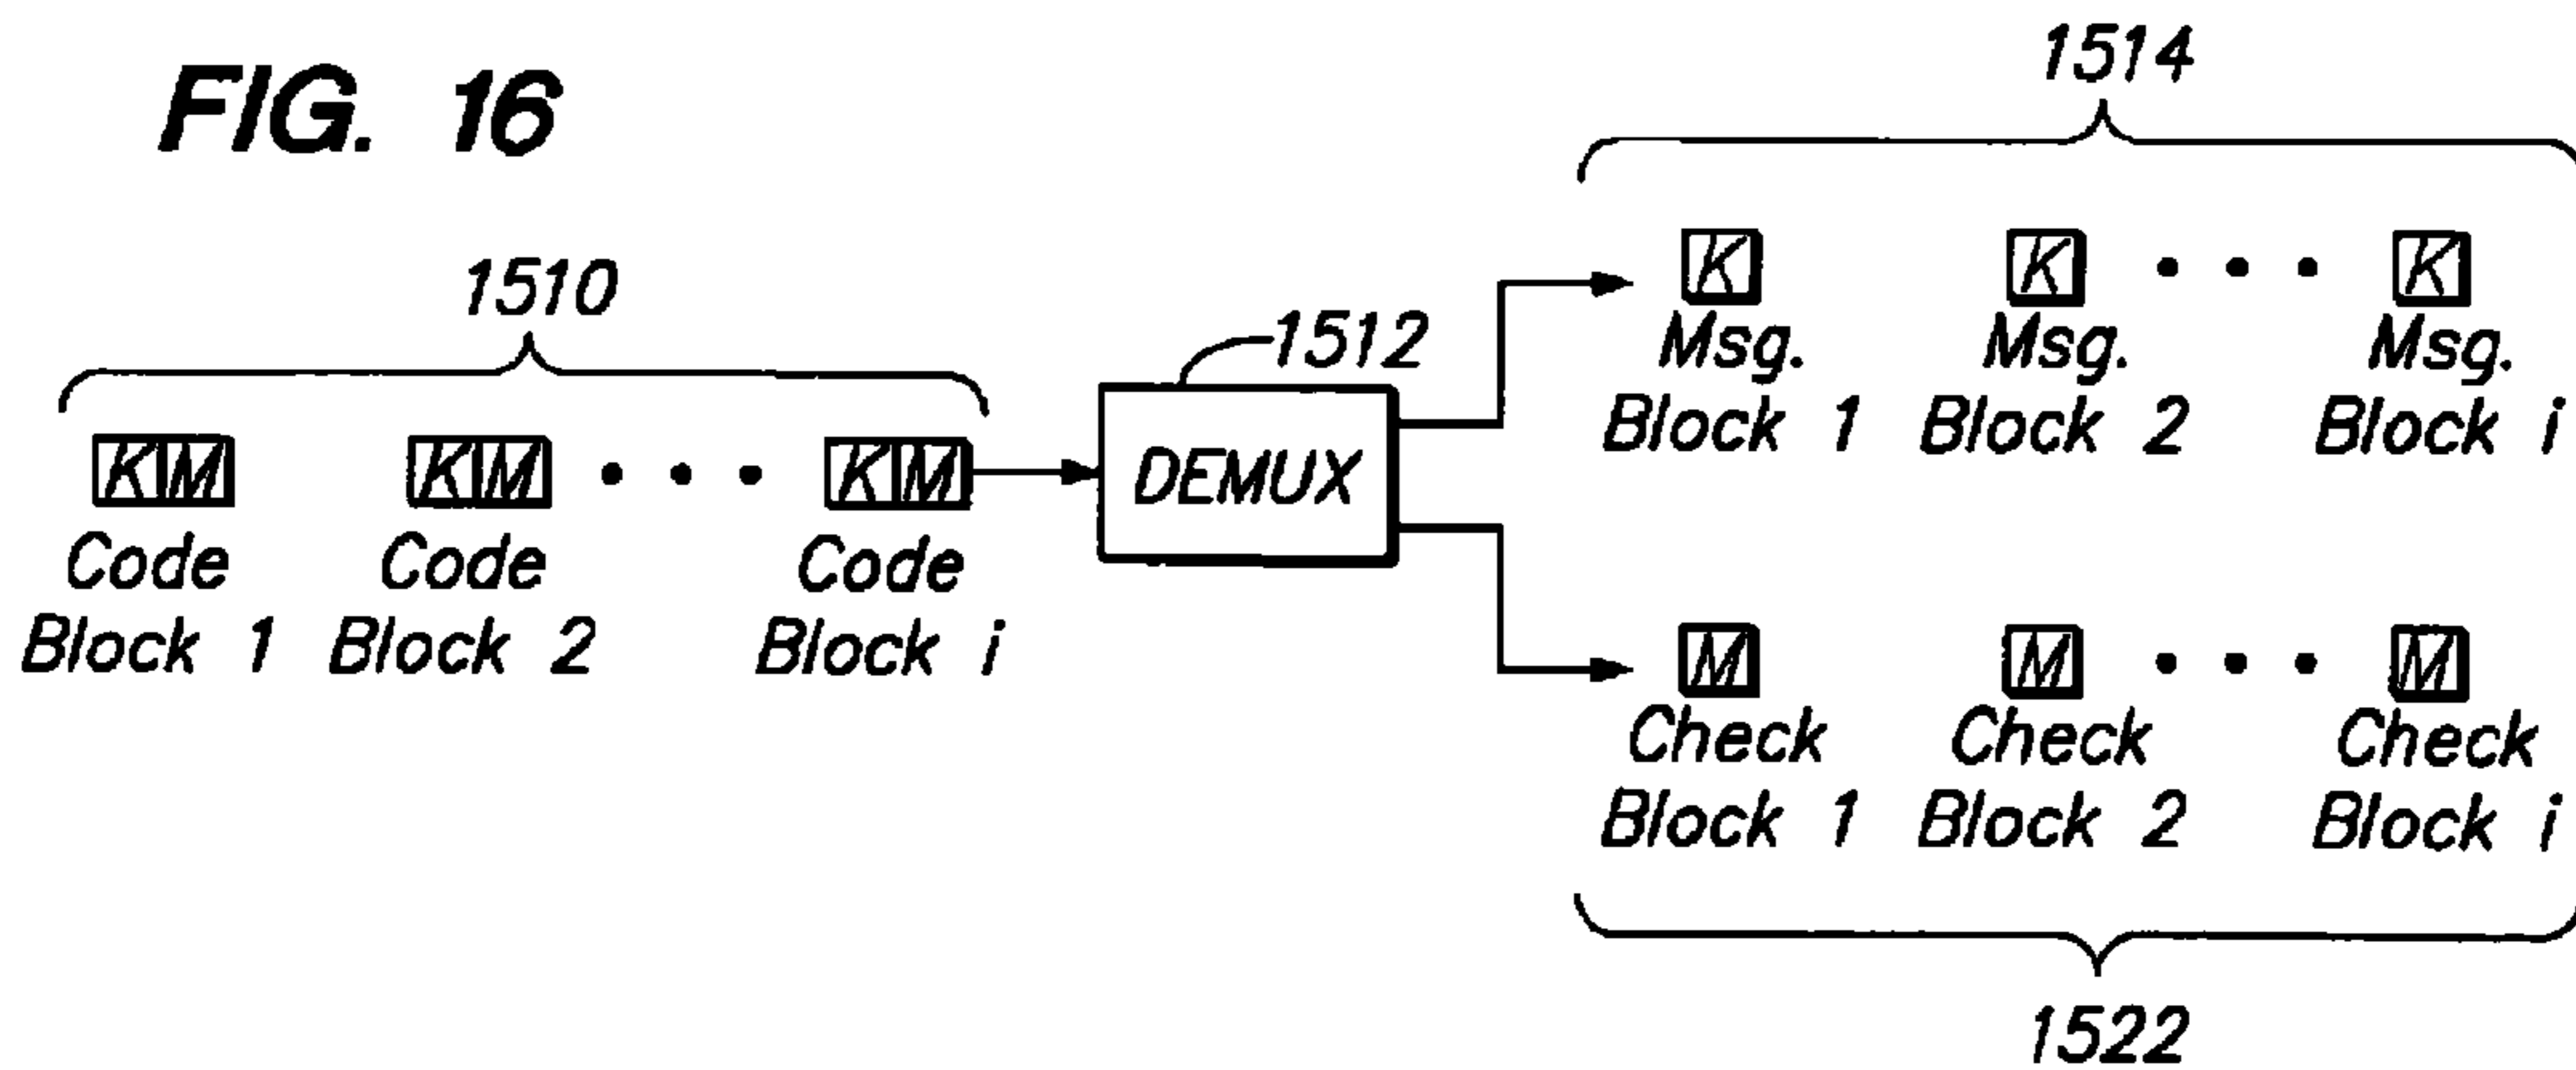 FIG. 16
1514
1510
1512
K K • • • K
Msg. Msg. Msg.
Block 1 Block 2 Block i
KM KM • • • KM
DEMUX
Code Code Code
Block 1 Block 2 Block i
M M • • • M
Check Check Check
Block 1 Block 2 Block i
1522